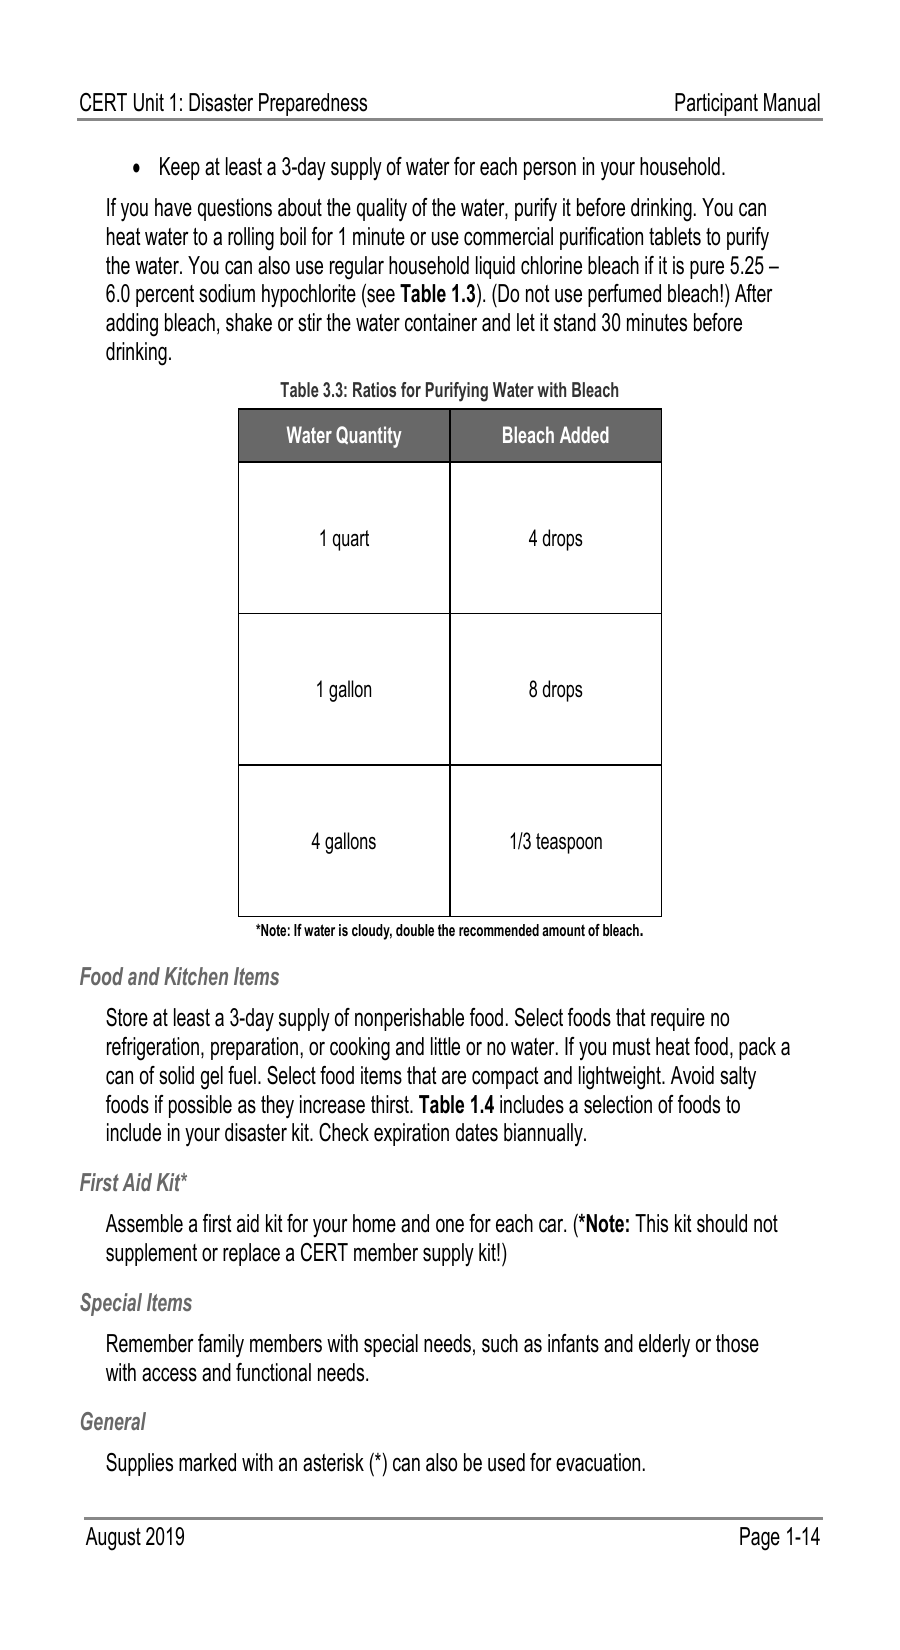 CERT Unit 1: Disaster Preparedness Participant Manual
• Keep at least a 3-day supply of water for each person in your household.
If you have questions about the quality of the water, purify it before drinking. You can
heat water to a rolling boil for 1 minute or use commercial purification tablets to purify
the water. You can also use regular household liquid chlorine bleach if it is pure 5.25 –
6.0 percent sodium hypochlorite (see Table 1.3). (Do not use perfumed bleach!) After
adding bleach, shake or stir the water container and let it stand 30 minutes before
drinking.
Table 3.3: Ratios for Purifying Water with Bleach
Water Quantity Bleach Added
1 quart 4 drops
1 gallon 8 drops
4 gallons 1/3 teaspoon
*Note: If water is cloudy, double the recommended amount of bleach.
Food and Kitchen Items
Store at least a 3-day supply of nonperishable food. Select foods that require no
refrigeration, preparation, or cooking and little or no water. If you must heat food, pack a
can of solid gel fuel. Select food items that are compact and lightweight. Avoid salty
foods if possible as they increase thirst. Table 1.4 includes a selection of foods to
include in your disaster kit. Check expiration dates biannually.
First Aid Kit*
Assemble a first aid kit for your home and one for each car. (*Note: This kit should not
supplement or replace a CERT member supply kit!)
Special Items
Remember family members with special needs, such as infants and elderly or those
with access and functional needs.
General
Supplies marked with an asterisk (*) can also be used for evacuation.
August 2019 Page 1-14